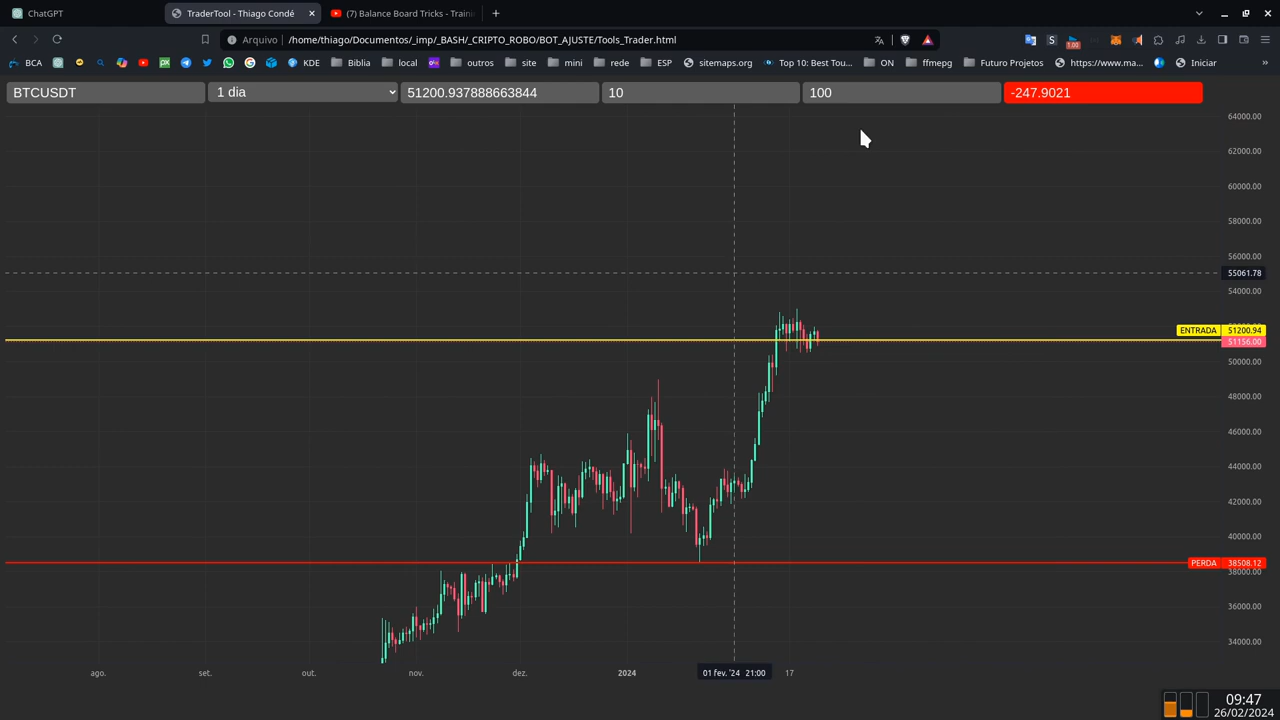 ChatGPT
TraderTool - Thiago Condé
(7) Balance Board Tricks - Traini
Arquivo
/home/thiago/Documentos/_imp/_BASH/_CRIPTO_ROBO/BOT_AJUSTE/Tools_Trader.html
1.00
BCA
KDE
Biblia
local
outros
site
mini
rede
ESP
sitemaps.org
Top 10: Best Tou...
ON
ffmepg
Futuro Projetos
https://www.ma...
Iniciar
»
BTCUSDT
1 dia
51200.937888663844
10
100
-247.9021
64000.00
62000.00
60000.00
58000.00
56000.00
55061.78
54000.00
ENTRADA 51200.94
51156.00
50000.00
48000.00
46000.00
44000.00
42000.00
40000.00
PERDA 38508.12
38000.00
36000.00
34000.00
ago.
set.
out.
nov.
dez.
2024
01 fev. '24 21:00
17
09:47
26/02/2024